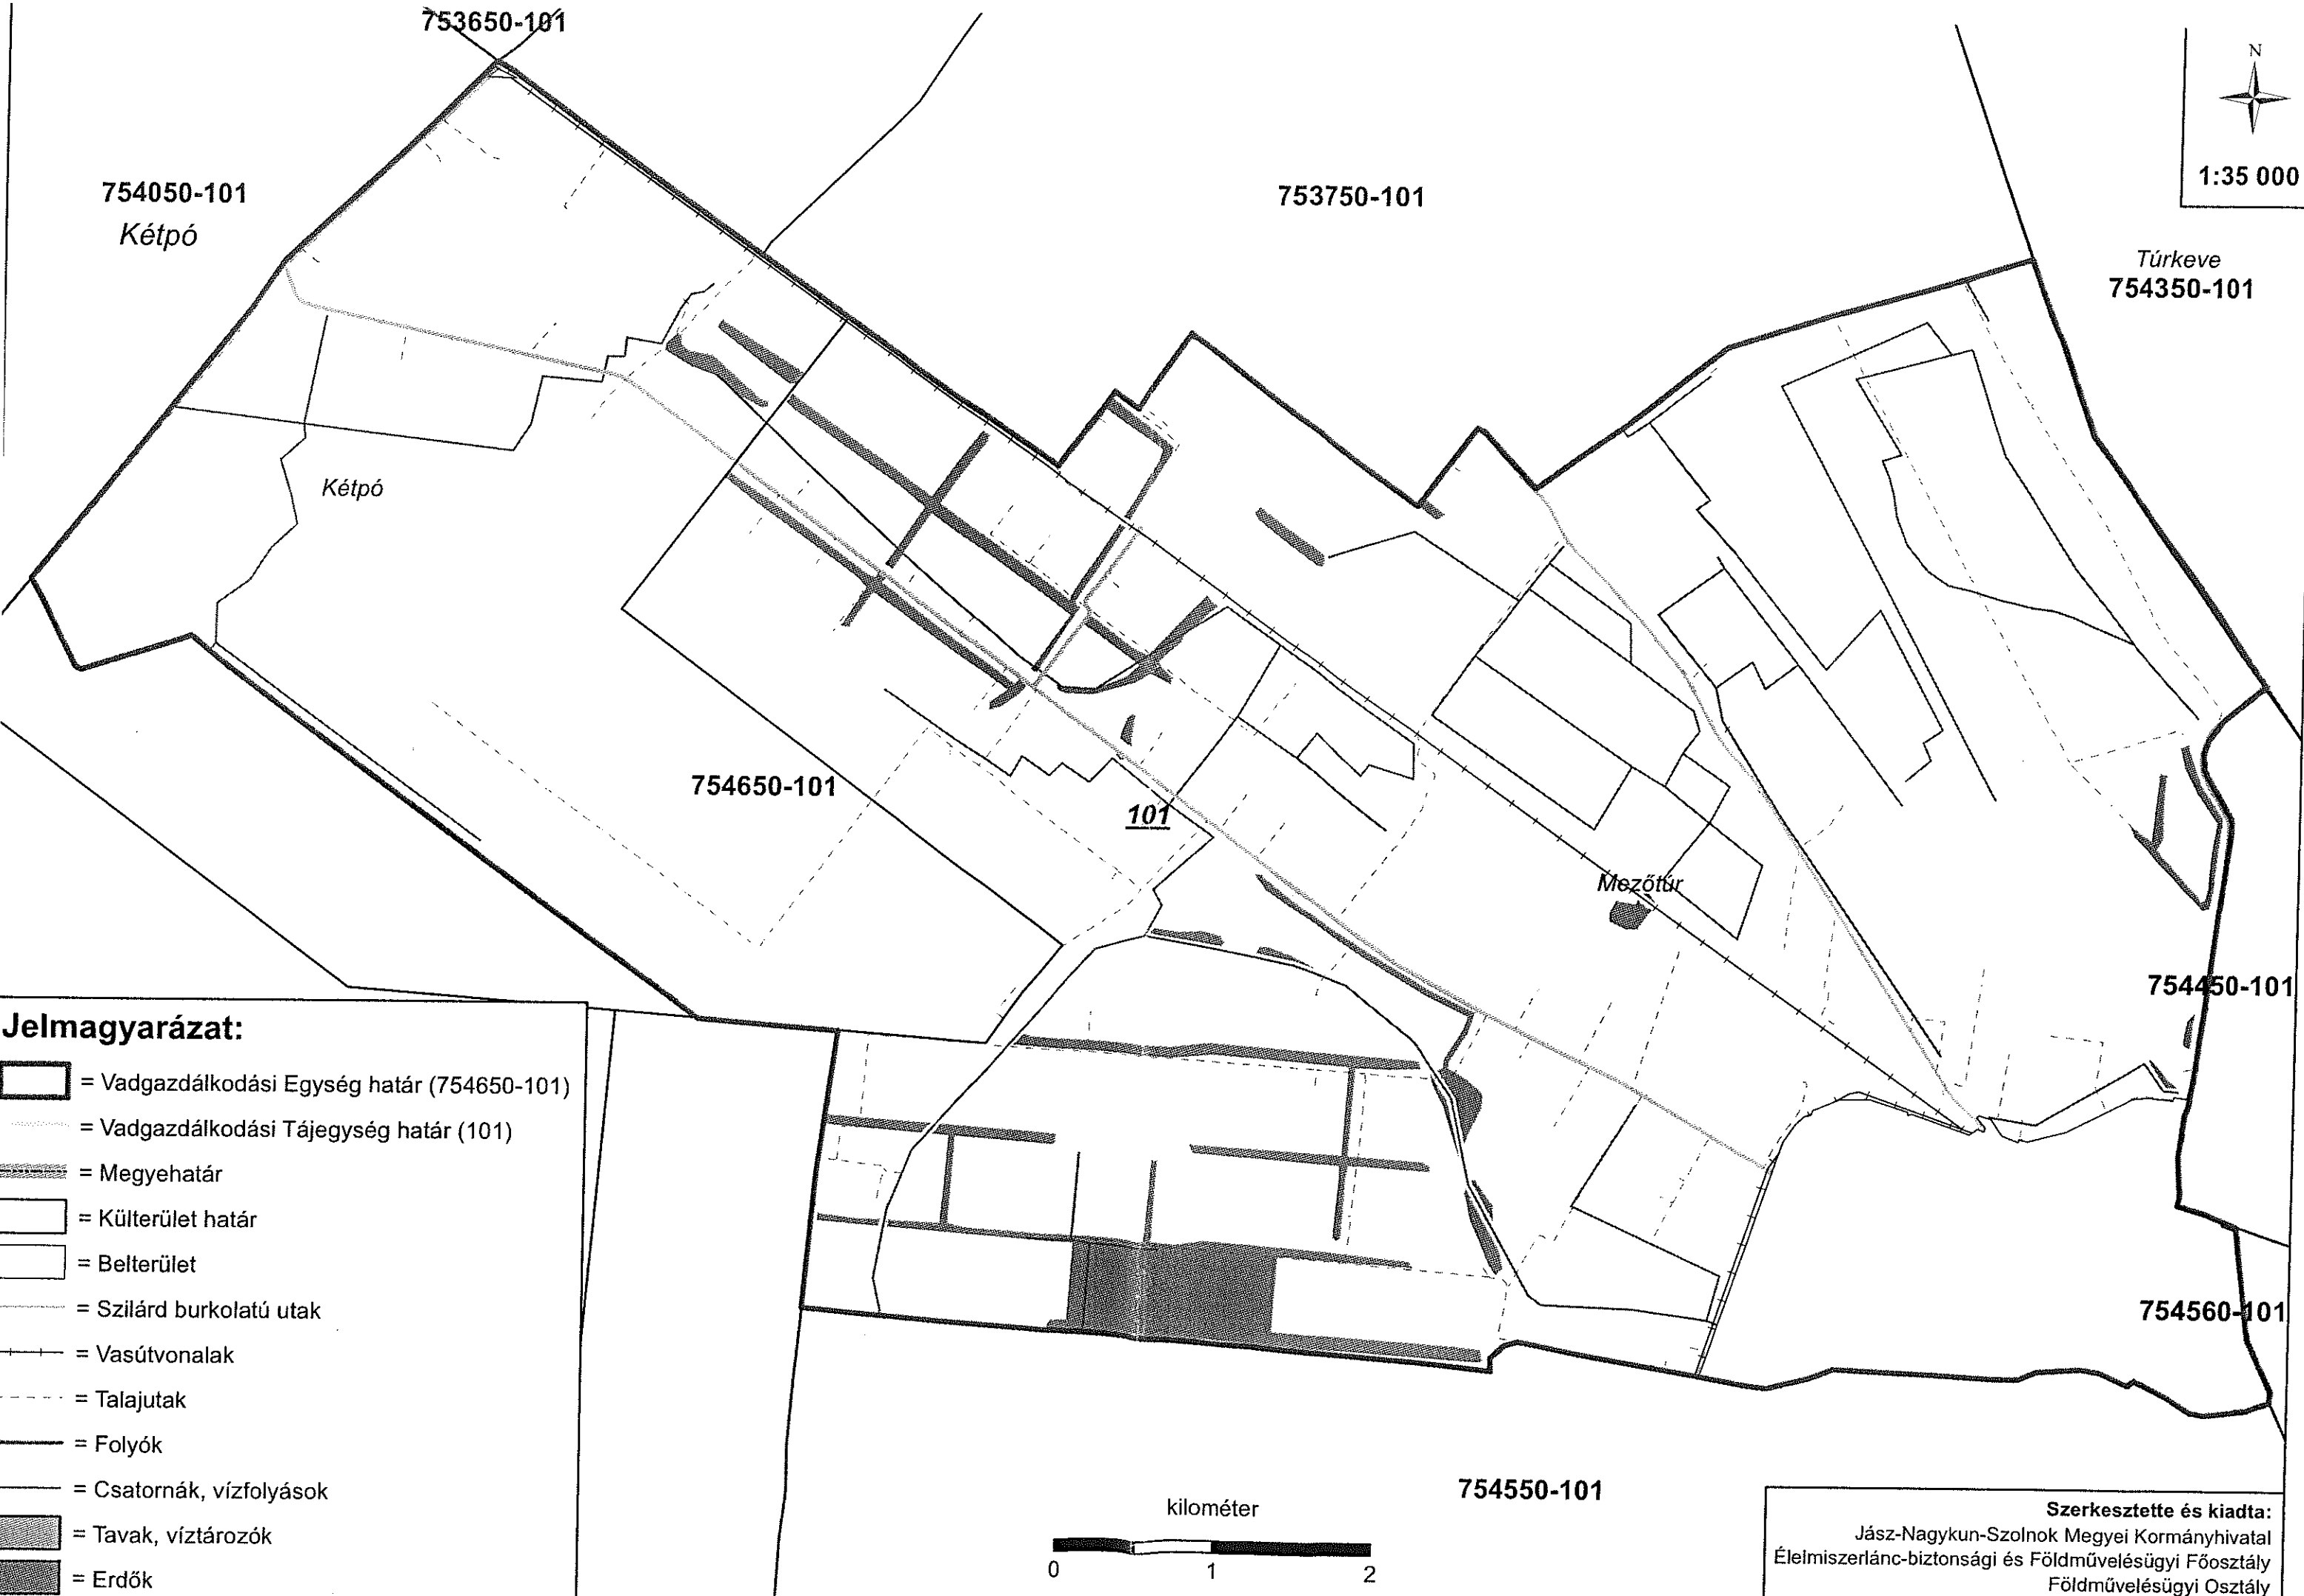 753650-101
N
1:35 000
754050-101
Kétpó
753750-101
Túrkeve
754350-101
Kétpó
754650-101
101
Mezőtúr
754450-101
754560-101
754550-101
Jelmagyarázat:
= Vadgazdálkodási Egység határ (754650-101)
= Vadgazdálkodási Tájegység határ (101)
= Megyehatár
= Külterület határ
= Belterület
= Szilárd burkolatú utak
= Vasútvonalak
= Talajutak
= Folyók
= Csatornák, vízfolyások
= Tavak, víztározók
= Erdők
kilométer
0 1 2
Szerkesztette és kiadta:
Jász-Nagykun-Szolnok Megyei Kormányhivatal
Élelmiszerlánc-biztonsági és Földművelésügyi Főosztály
Földművelésügyi Osztály